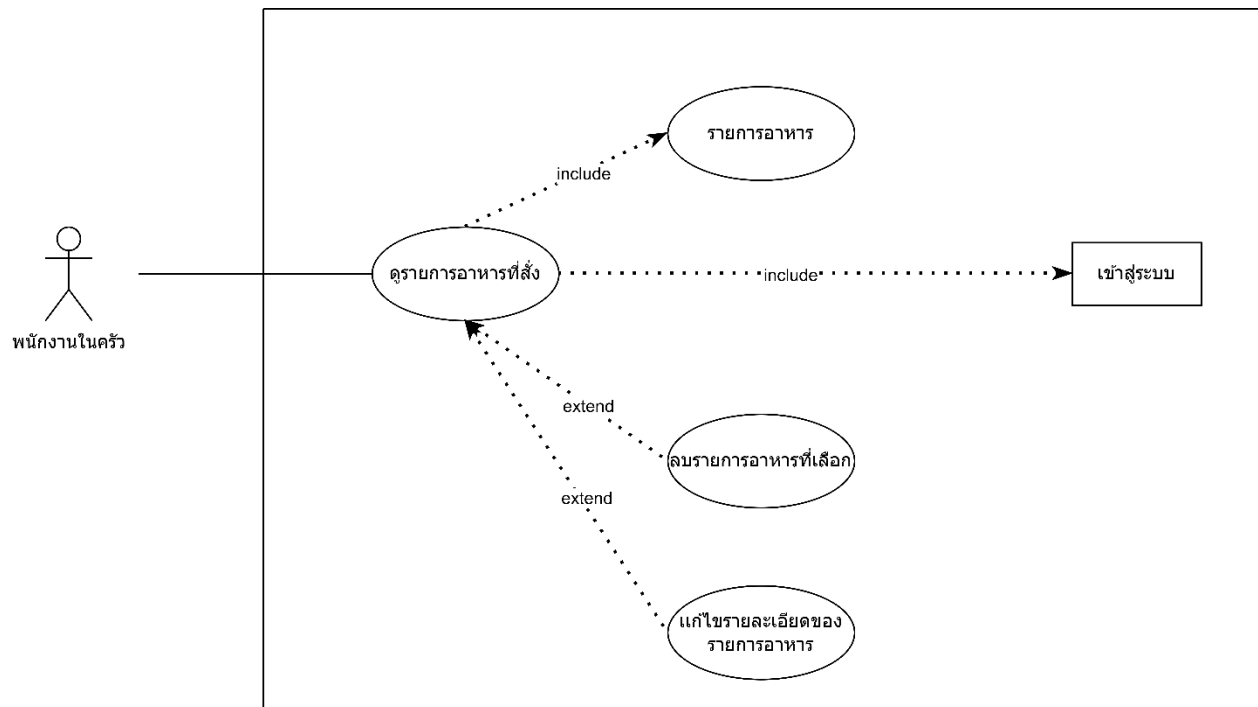 รายการอาหาร
include
พนักงานในครัว
ดูรายการอาหารที่สั่ง
include
เข้าสู่ระบบ
extend
ลบรายการอาหารที่เลือก
extend
แก้ไขรายละเอียดของ
รายการอาหาร